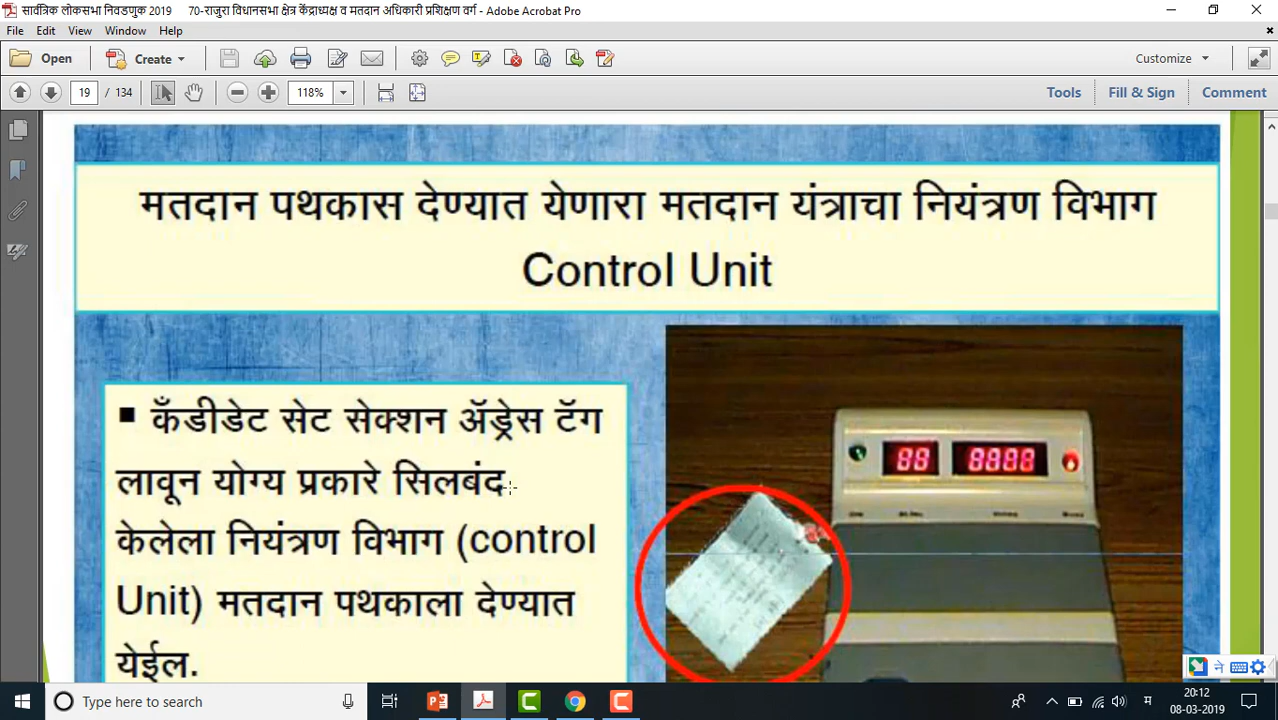 सार्वत्रिक लोकसभा निवडणुक 2019 70-राजुरा विधानसभा क्षेत्र केंद्राध्यक्ष व मतदान अधिकारी प्रशिक्षण वर्ग - Adobe Acrobat Pro
File Edit View Window Help
Open Create Customize
19 / 134 118% Tools Fill & Sign Comment
मतदान पथकास देण्यात येणारा मतदान यंत्राचा नियंत्रण विभाग
Control Unit
▪ कँडीडेट सेट सेक्शन ॲड्रेस टॅग
लावून योग्य प्रकारे सिलबंद
केलेला नियंत्रण विभाग (control
Unit) मतदान पथकाला देण्यात
येईल.
88 8888
ने
Type here to search
म
20:12
08-03-2019